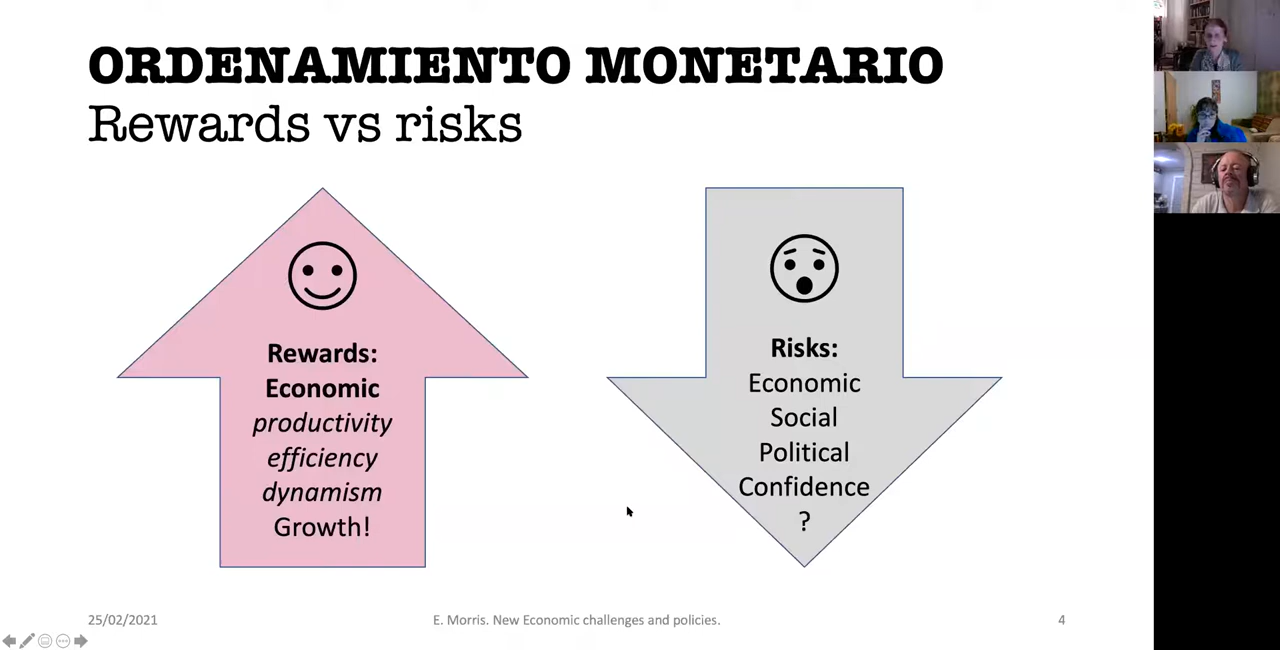 ORDENAMIENTO MONETARIO
Rewards vs risks
Rewards:
Economic
productivity
efficiency
dynamism
Growth!
Risks:
Economic
Social
Political
Confidence
?
25/02/2021
E. Morris. New Economic challenges and policies.
4